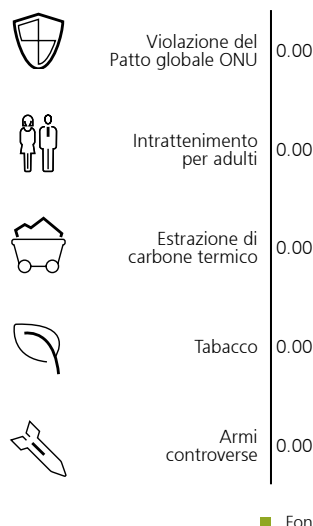 Violazione del
Patto globale ONU
0.00
Intrattenimento
per adulti
0.00
Estrazione di
carbone termico
0.00
Tabacco
0.00
Armi
controverse
0.00